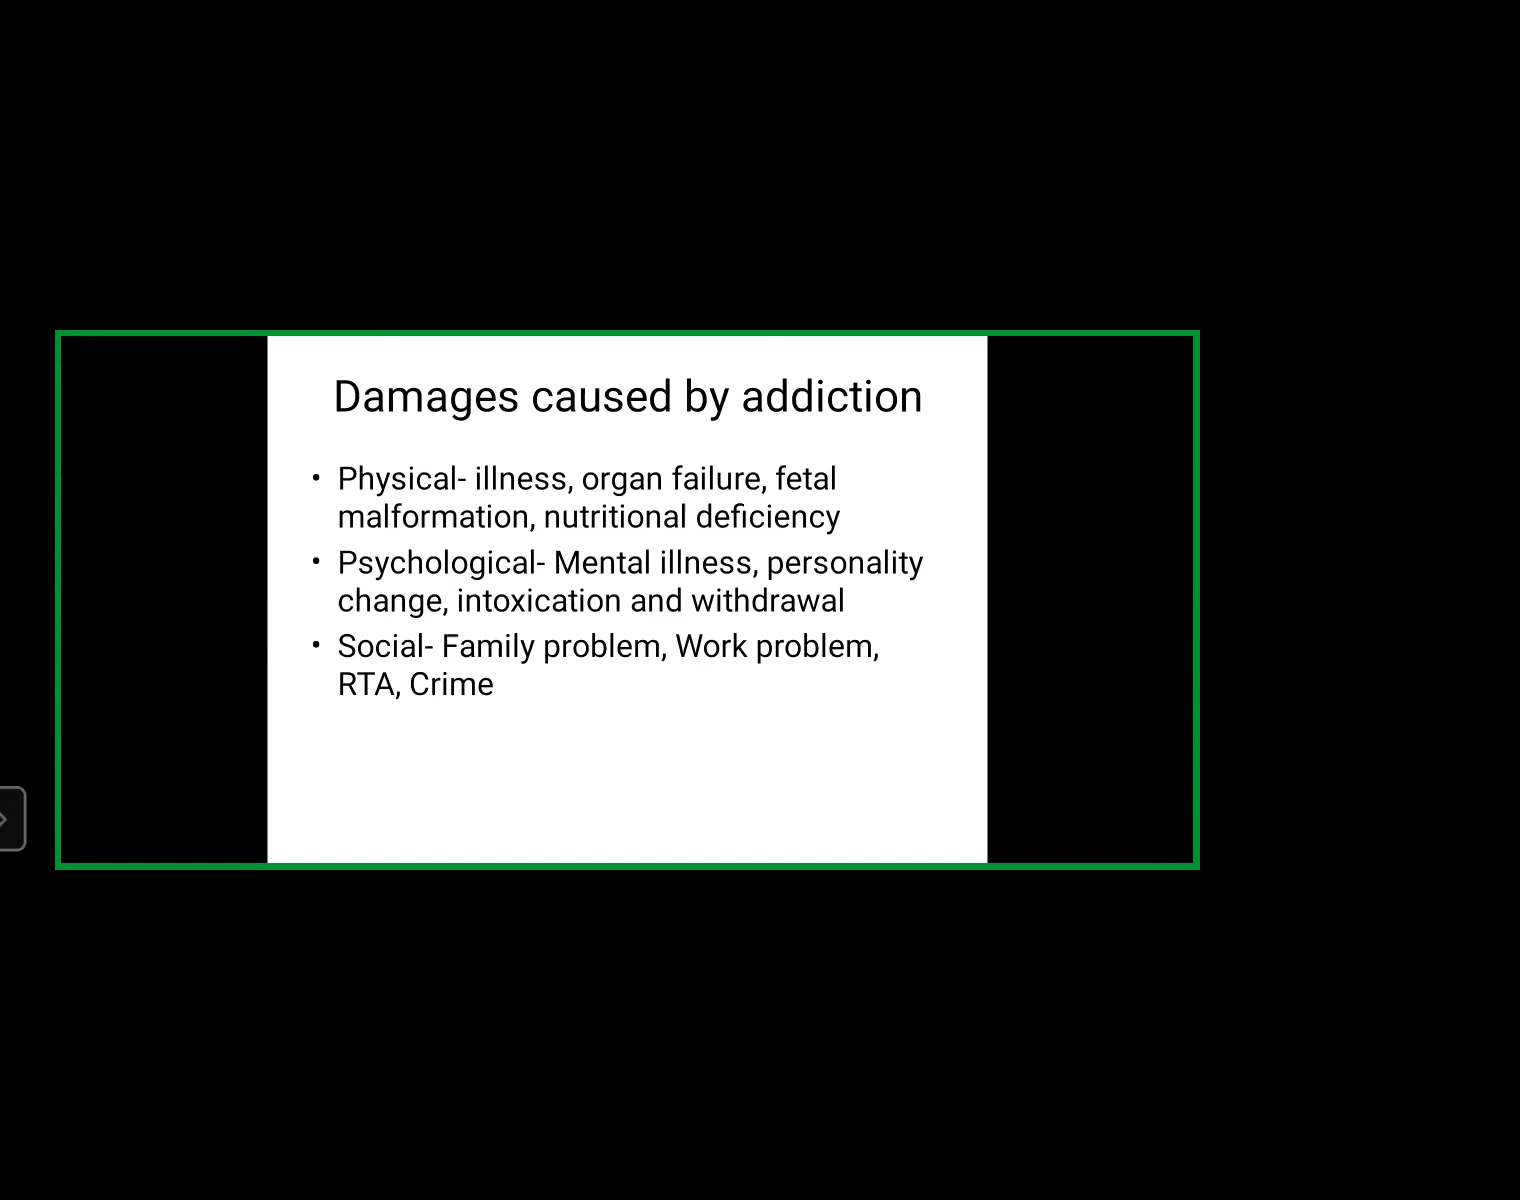 Damages caused by addiction
• Physical- illness, organ failure, fetal
malformation, nutritional deficiency
• Psychological- Mental illness, personality
change, intoxication and withdrawal
• Social- Family problem, Work problem,
RTA, Crime